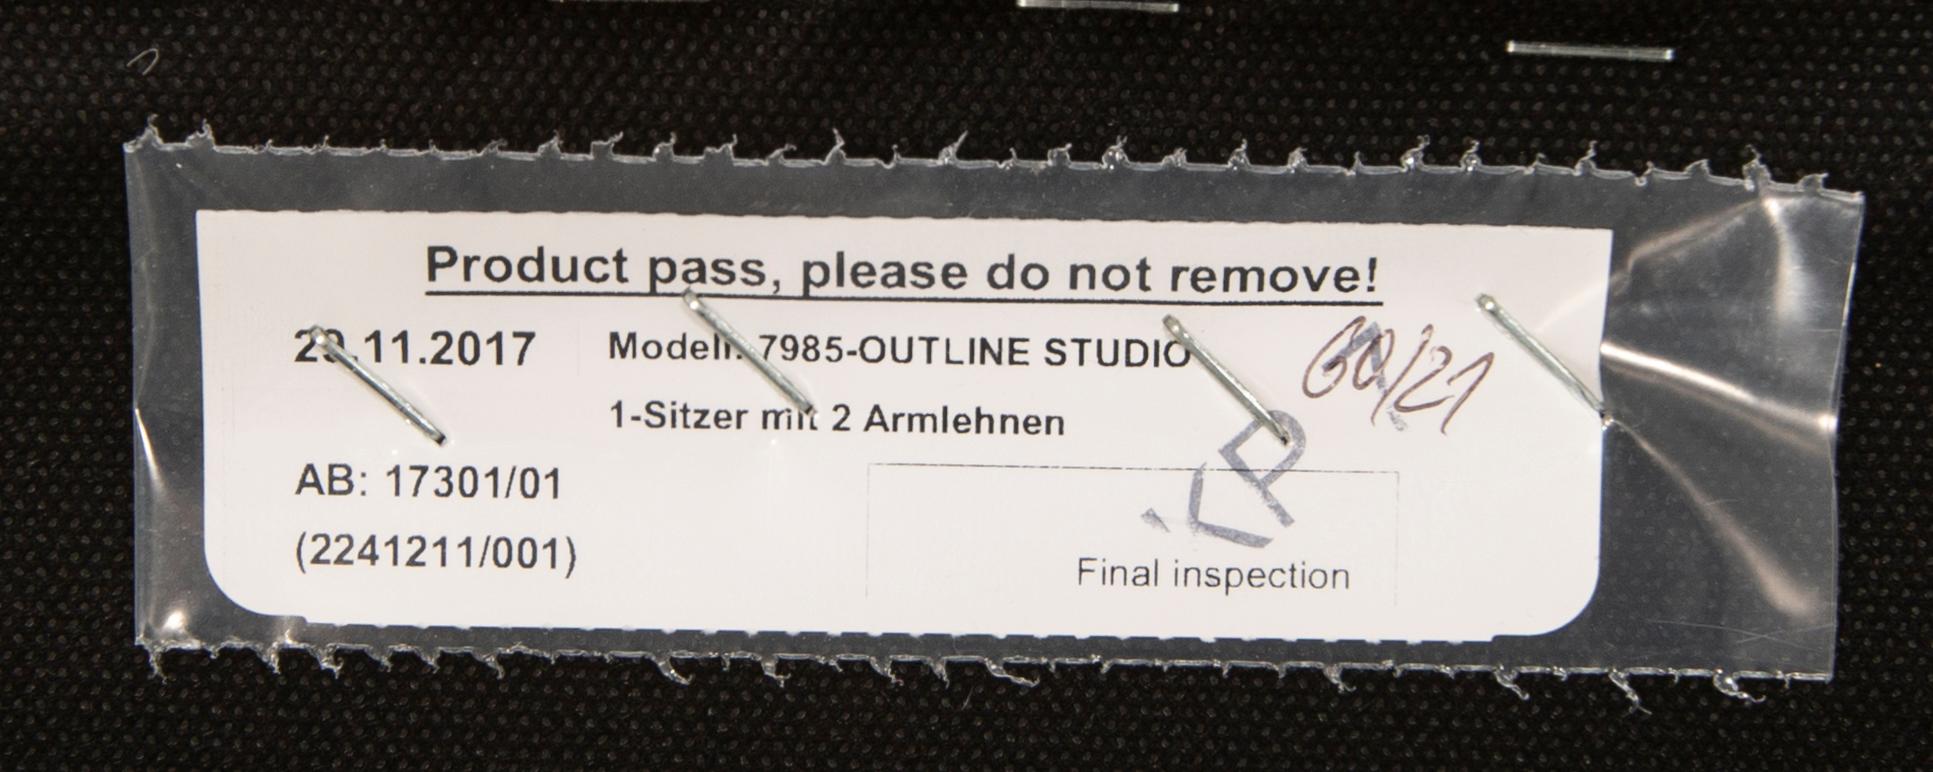 Product pass, please do not remove!
29.11.2017 Modell: 7985-OUTLINE STUDIO
1-Sitzer mit 2 Armlehnen
AB: 17301/01
(2241211/001)
Final inspection